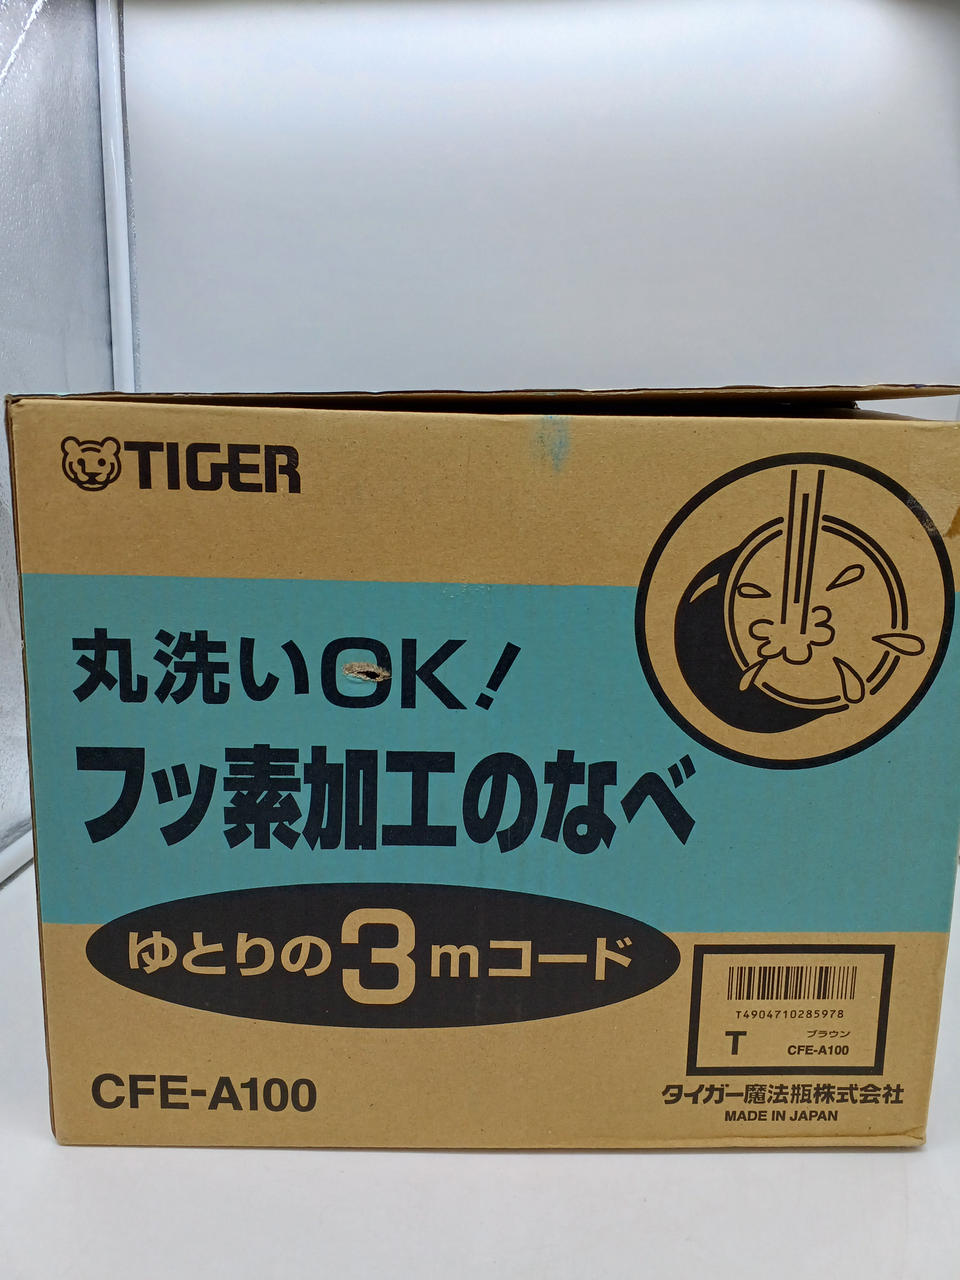 TIGER
丸洗いOK!
フッ素加工のなべ
ゆとりの3mコード
T4904710285978
T ブラウン
CFE-A100
CFE-A100
タイガー魔法瓶株式会社
MADE IN JAPAN